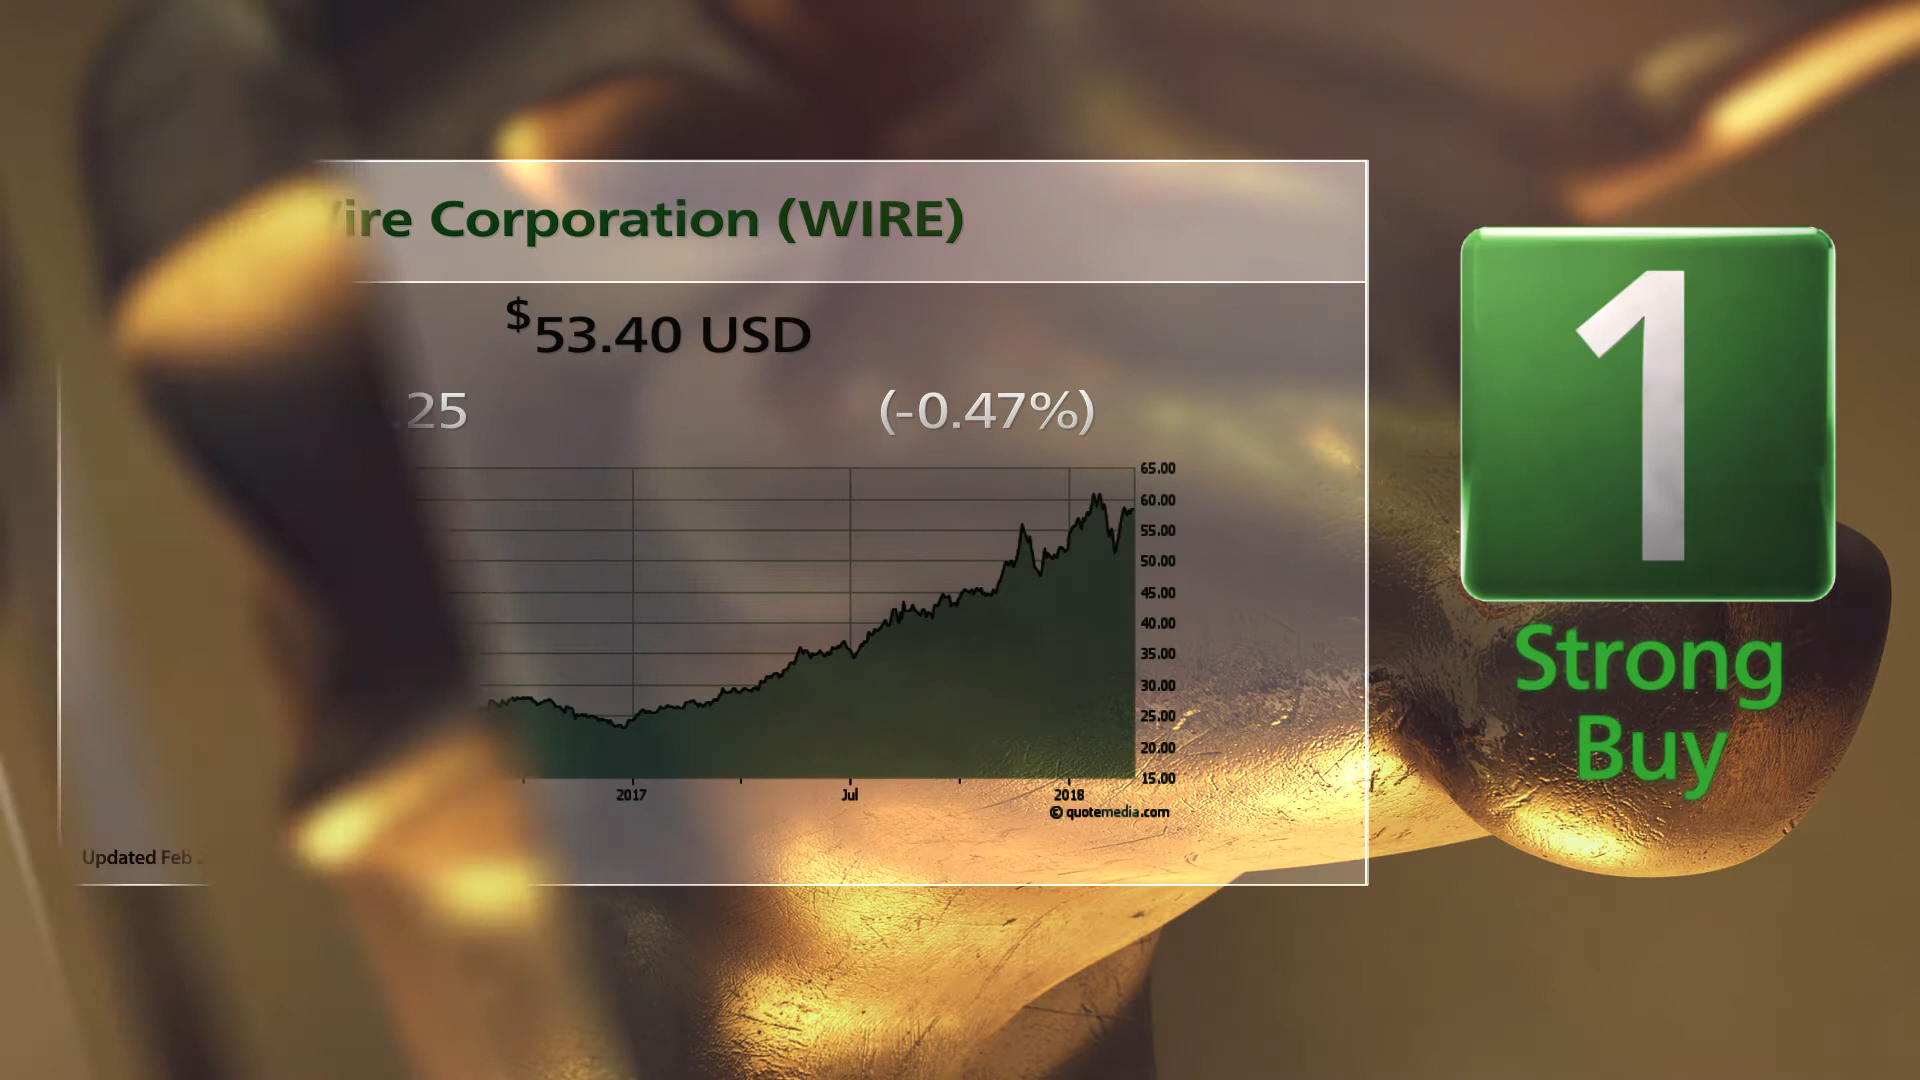 ire Corporation (WIRE)
$53.40 USD
.25 (-0.47%)
65.00
60.00
55.00
50.00
45.00
40.00
35.00
30.00
25.00
20.00
15.00
2017 Jul 2018
© quotemedia.com
Updated Feb
1
Strong
Buy